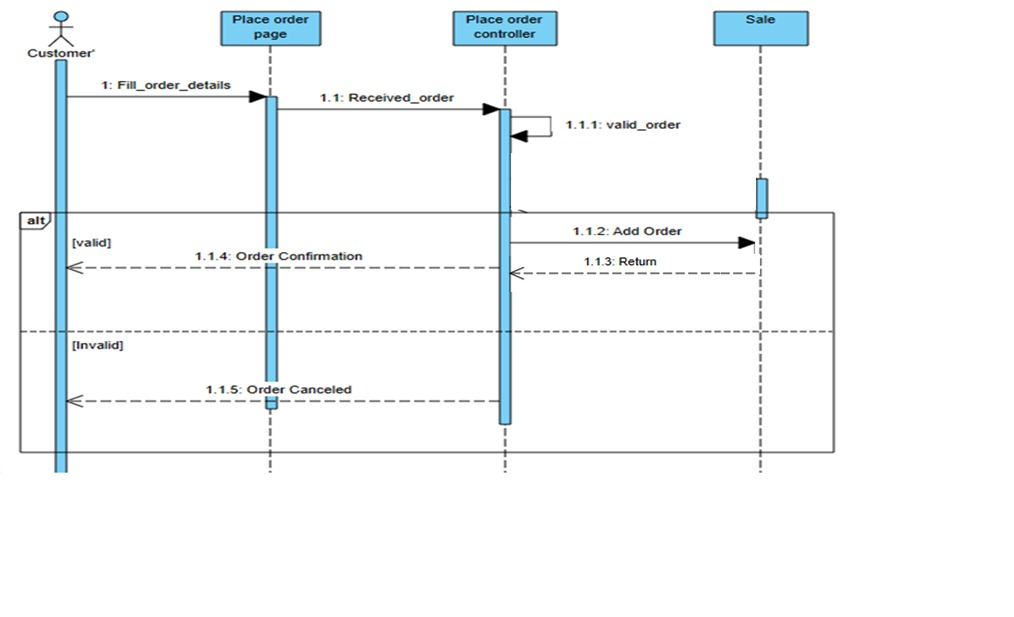 Place order
page
Place order
controller
Sale
Customer'
1: Fill_order_details
1.1: Received_order
1.1.1: valid_order
alt
[valid]
1.1.2: Add Order
1.1.4: Order Confirmation
1.1.3: Return
[Invalid]
1.1.5: Order Canceled